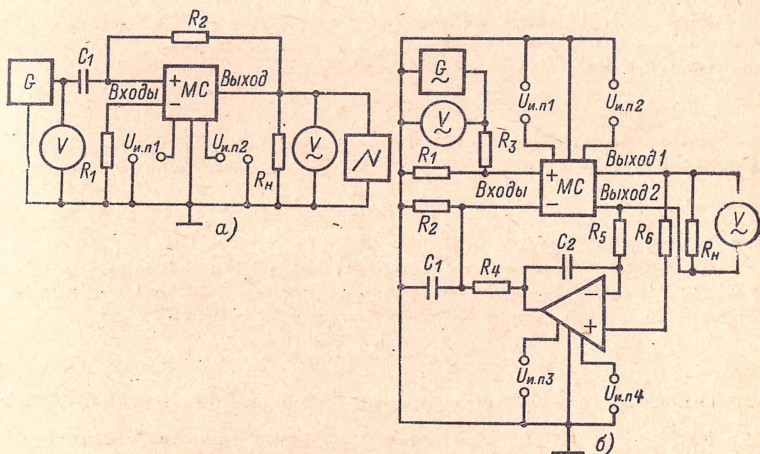 R2
C1
G
+
Входы
МС
Выход
−
V
R1
Uи.п1
Uи.п2
Rн
V
~
а)
G
~
V
~
Uи.п1
Uи.п2
R3
R1
+
Входы
МС
Выход 1
−
Выход 2
R2
R5
R6
Rн
V
~
C1
R4
C2
−
+
Uи.п3
Uи.п4
б)